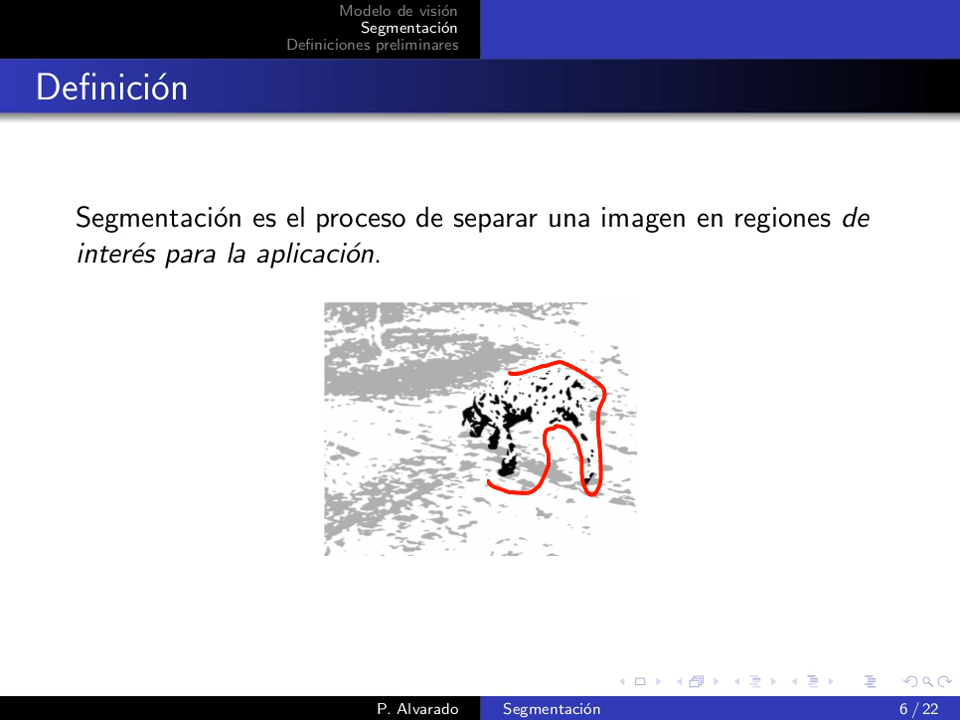 Modelo de visión
Segmentación
Definiciones preliminares
Definición
Segmentación es el proceso de separar una imagen en regiones de
interés para la aplicación.
P. Alvarado
Segmentación
6 / 22